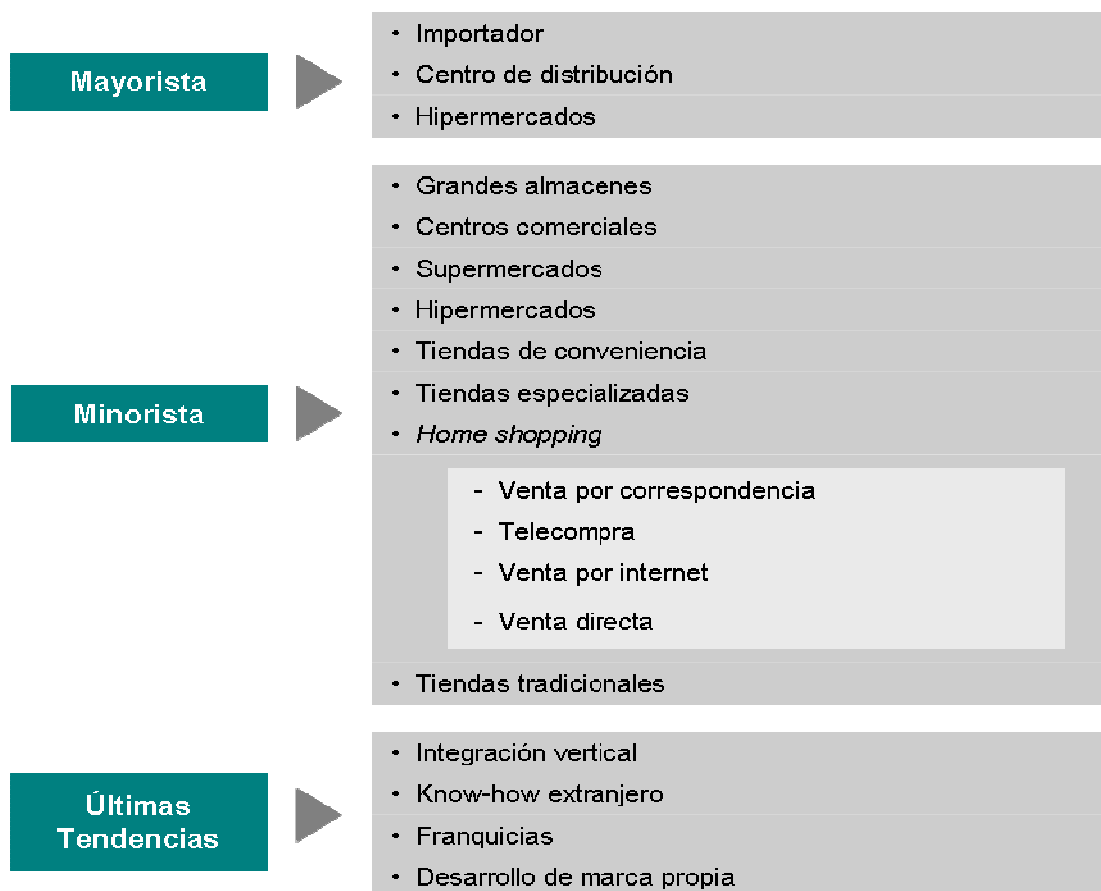 Mayorista
• Importador
• Centro de distribución
• Hipermercados
Minorista
• Grandes almacenes
• Centros comerciales
• Supermercados
• Hipermercados
• Tiendas de conveniencia
• Tiendas especializadas
• Home shopping
- Venta por correspondencia
- Telecompra
- Venta por internet
- Venta directa
• Tiendas tradicionales
Últimas
Tendencias
• Integración vertical
• Know-how extranjero
• Franquicias
• Desarrollo de marca propia